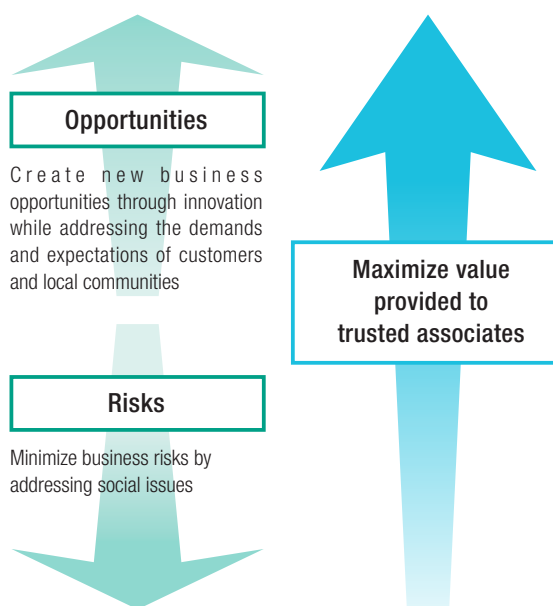 Opportunities
Create new business
opportunities through innovation
while addressing the demands
and expectations of customers
and local communities
Maximize value
provided to
trusted associates
Risks
Minimize business risks by
addressing social issues